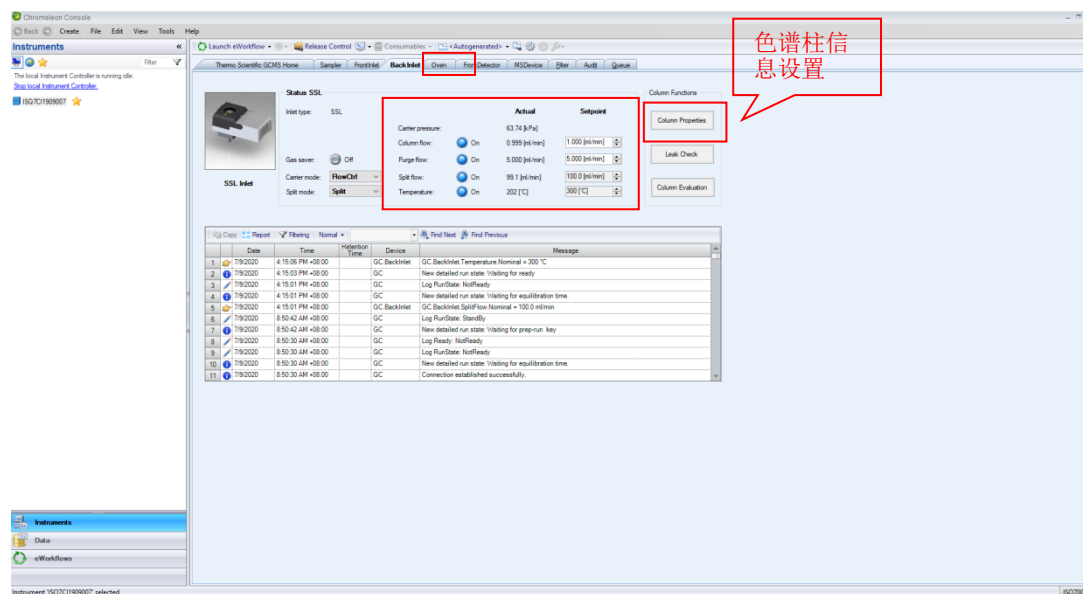 Chromeleon Console
Back Create File Edit View Tools Help
Instruments
Launch eWorkflow Release Control Consumables <Autogenerated>
色谱柱信
息设置
Filter
Thermo Scientific GCMS Home Sampler FrontInlet BackInlet Oven FrontDetector MSDevice Filter Audit Queue
The local Instrument Controller is running idle.
Stop local Instrument Controller.
ISQ7CI1909007
Status SSL
Column Functions
Inlet type: SSL
Actual Setpoint
Column Properties
Carrier pressure: 63.74 [kPa]
Column flow: On 0.999 [ml/min] 1.000 [ml/min]
Gas saver: Off Purge flow: On 5.000 [ml/min] 5.000 [ml/min]
Leak Check
Carrier mode: FlowCtrl Split flow: On 99.1 [ml/min] 100.0 [ml/min]
SSL Inlet
Split mode: Split Temperature: On 202 [°C] 300 [°C]
Column Evaluation
Copy Report Filtering Normal Find Next Find Previous
Date Time Retention Time Device Message
1 7/9/2020 4:15:06 PM +08:00 GC.BackInlet GC.BackInlet.Temperature.Nominal = 300 °C
2 7/9/2020 4:15:03 PM +08:00 GC New detailed run state: Waiting for ready
3 7/9/2020 4:15:01 PM +08:00 GC Log RunState: NotReady
4 7/9/2020 4:15:01 PM +08:00 GC New detailed run state: Waiting for equilibration time.
5 7/9/2020 4:15:01 PM +08:00 GC.BackInlet GC.BackInlet.SplitFlow.Nominal = 100.0 ml/min
6 7/9/2020 8:50:42 AM +08:00 GC Log RunState: StandBy
7 7/9/2020 8:50:42 AM +08:00 GC New detailed run state: Waiting for prep-run key
8 7/9/2020 8:50:30 AM +08:00 GC Log Ready: NotReady
9 7/9/2020 8:50:30 AM +08:00 GC Log RunState: NotReady
10 7/9/2020 8:50:30 AM +08:00 GC New detailed run state: Waiting for equilibration time.
11 7/9/2020 8:50:30 AM +08:00 GC Connection established successfully.
Instruments
Data
eWorkflows
Instrument 'ISQ7CI1909007' selected